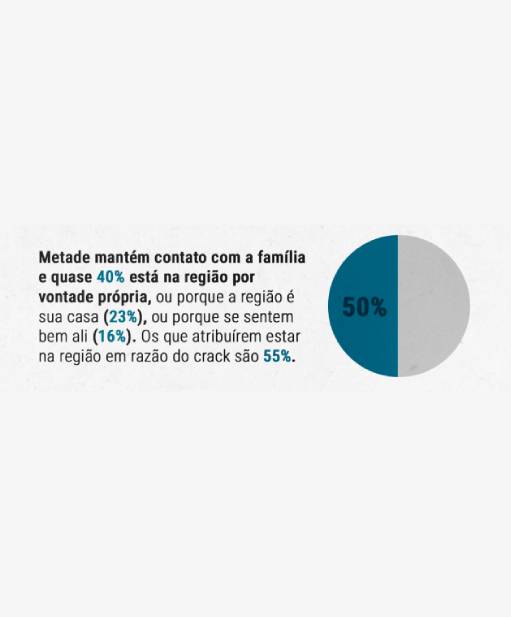 Metade mantém contato com a família
e quase 40% está na região por
vontade própria, ou porque a região é
sua casa (23%), ou porque se sentem
bem ali (16%). Os que atribuírem estar
na região em razão do crack são 55%.
50%